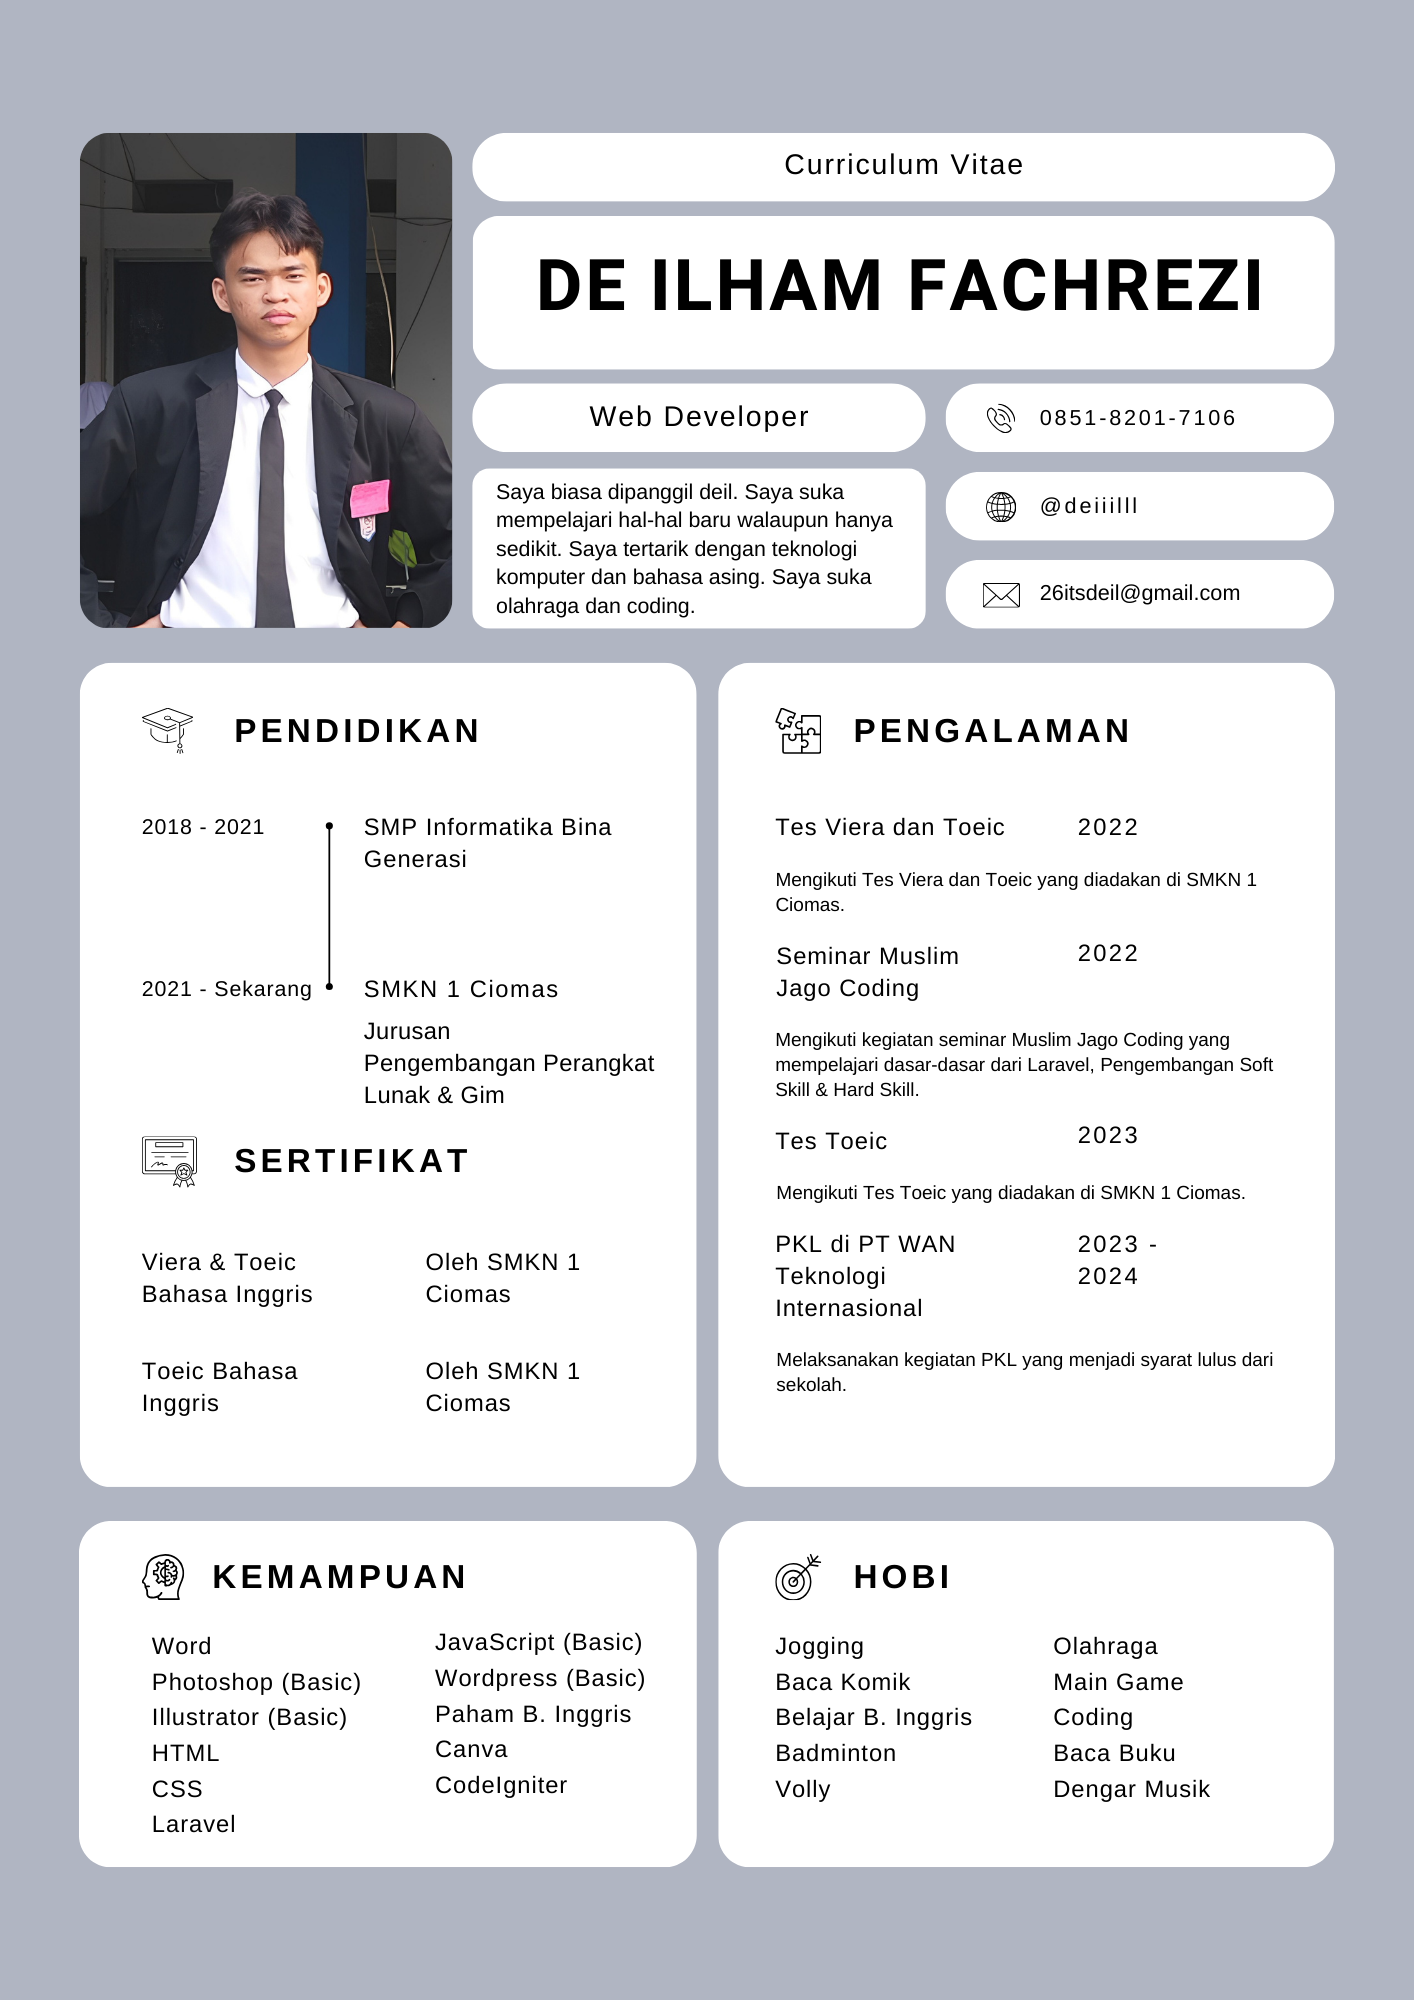 Curriculum Vitae
DE ILHAM FACHREZI
Web Developer
0851-8201-7106
Saya biasa dipanggil deil. Saya suka
mempelajari hal-hal baru walaupun hanya
sedikit. Saya tertarik dengan teknologi
komputer dan bahasa asing. Saya suka
olahraga dan coding.
@deiiilll
26itsdeil@gmail.com
PENDIDIKAN
2018 - 2021
SMP Informatika Bina
Generasi
2021 - Sekarang
SMKN 1 Ciomas
Jurusan
Pengembangan Perangkat
Lunak & Gim
SERTIFIKAT
Viera & Toeic
Bahasa Inggris
Oleh SMKN 1
Ciomas
Toeic Bahasa
Inggris
Oleh SMKN 1
Ciomas
PENGALAMAN
Tes Viera dan Toeic
2022
Mengikuti Tes Viera dan Toeic yang diadakan di SMKN 1
Ciomas.
Seminar Muslim
Jago Coding
2022
Mengikuti kegiatan seminar Muslim Jago Coding yang
mempelajari dasar-dasar dari Laravel, Pengembangan Soft
Skill & Hard Skill.
Tes Toeic
2023
Mengikuti Tes Toeic yang diadakan di SMKN 1 Ciomas.
PKL di PT WAN
Teknologi
Internasional
2023 -
2024
Melaksanakan kegiatan PKL yang menjadi syarat lulus dari
sekolah.
KEMAMPUAN
Word
Photoshop (Basic)
Illustrator (Basic)
HTML
CSS
Laravel
JavaScript (Basic)
Wordpress (Basic)
Paham B. Inggris
Canva
CodeIgniter
HOBI
Jogging
Baca Komik
Belajar B. Inggris
Badminton
Volly
Olahraga
Main Game
Coding
Baca Buku
Dengar Musik